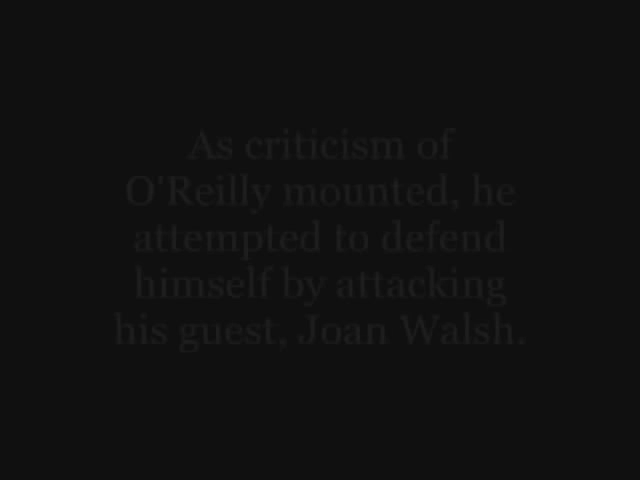 As criticism of
O'Reilly mounted, he
attempted to defend
himself by attacking
his guest, Joan Walsh.